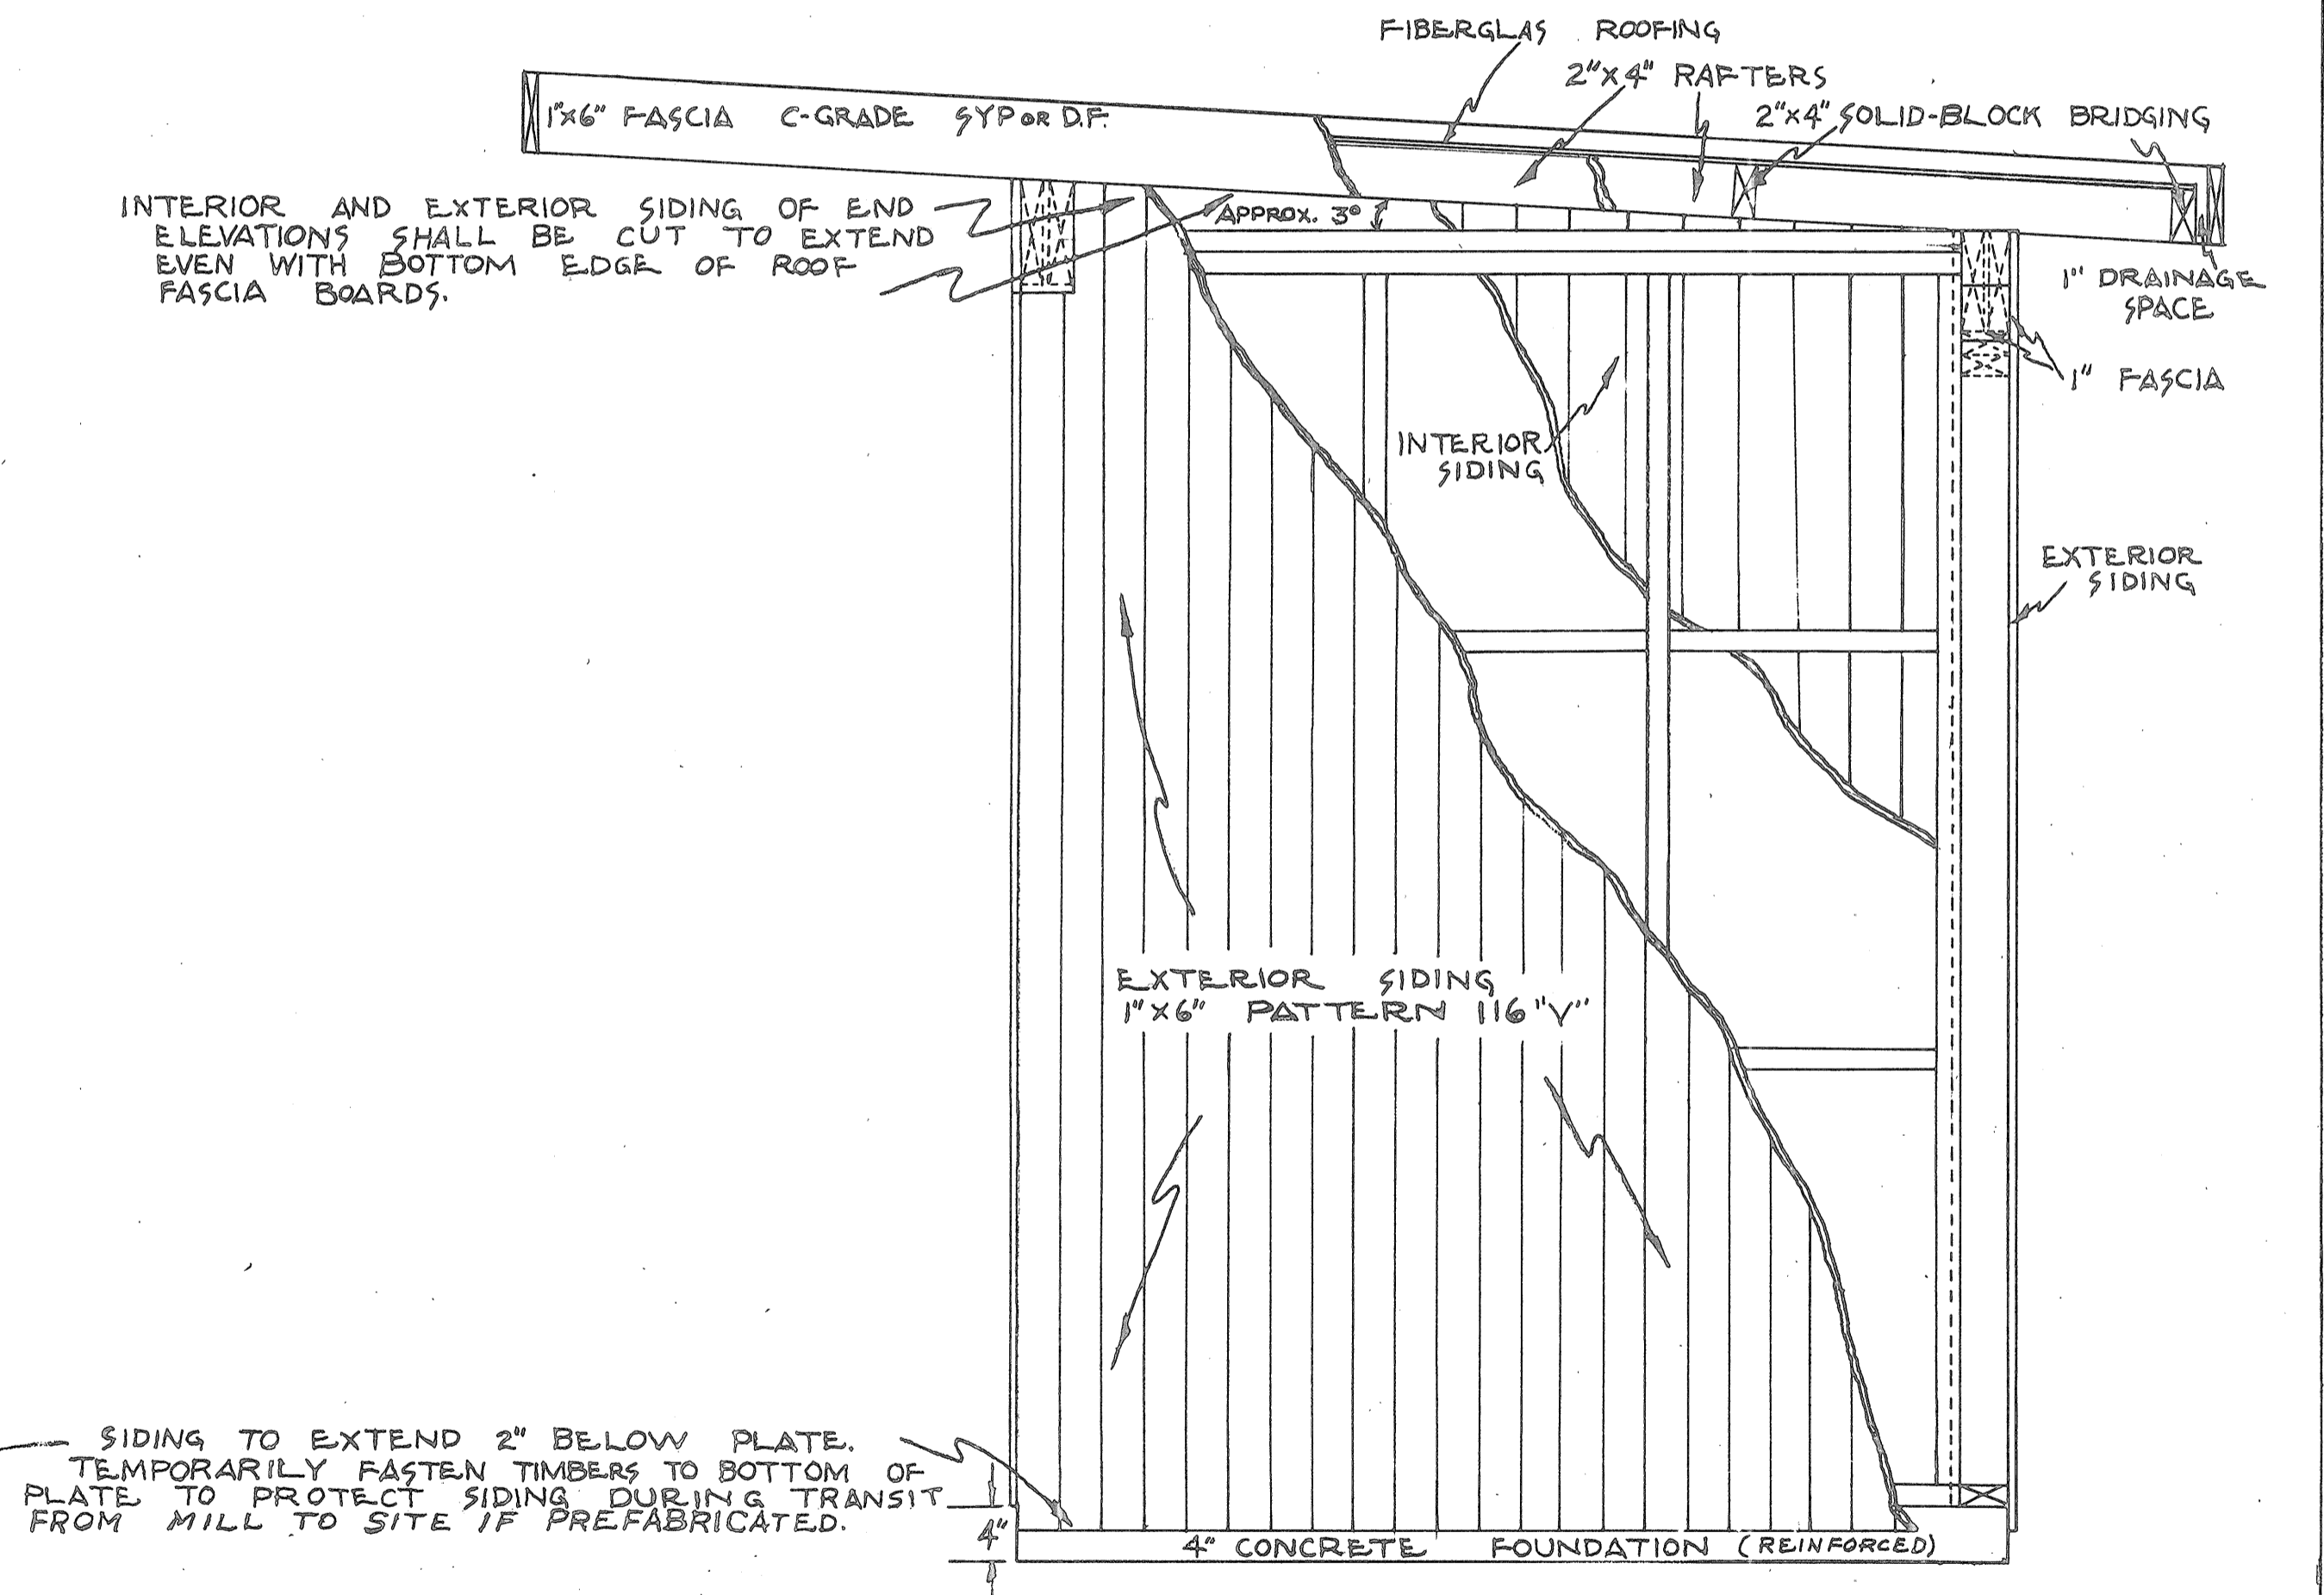 FIBERGLAS ROOFING
2"X4" RAFTERS
2"X4" SOLID-BLOCK BRIDGING
1"X6" FASCIA C-GRADE SYP OR D.F.
INTERIOR AND EXTERIOR SIDING OF END
ELEVATIONS SHALL BE CUT TO EXTEND
EVEN WITH BOTTOM EDGE OF ROOF
FASCIA BOARDS.
APPROX. 3°
1" DRAINAGE
SPACE
1" FASCIA
INTERIOR
SIDING
EXTERIOR
SIDING
EXTERIOR SIDING
1"X6" PATTERN 116 "V"
SIDING TO EXTEND 2" BELOW PLATE.
TEMPORARILY FASTEN TIMBERS TO BOTTOM OF
PLATE TO PROTECT SIDING DURING TRANSIT
FROM MILL TO SITE IF PREFABRICATED.
4"
4" CONCRETE FOUNDATION (REINFORCED)